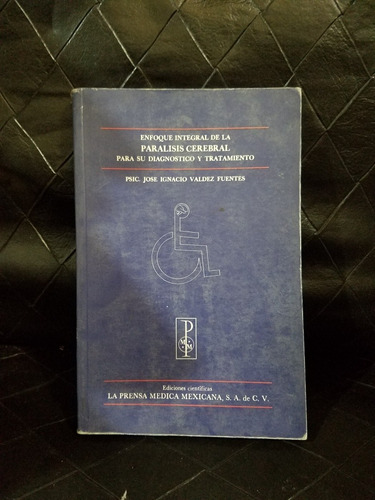 ENFOQUE INTEGRAL DE LA
PARALISIS CEREBRAL
PARA SU DIAGNOSTICO Y TRATAMIENTO
PSIC. JOSE IGNACIO VALDEZ FUENTES
P
M M
Ediciones científicas
LA PRENSA MEDICA MEXICANA, S. A. de C. V.